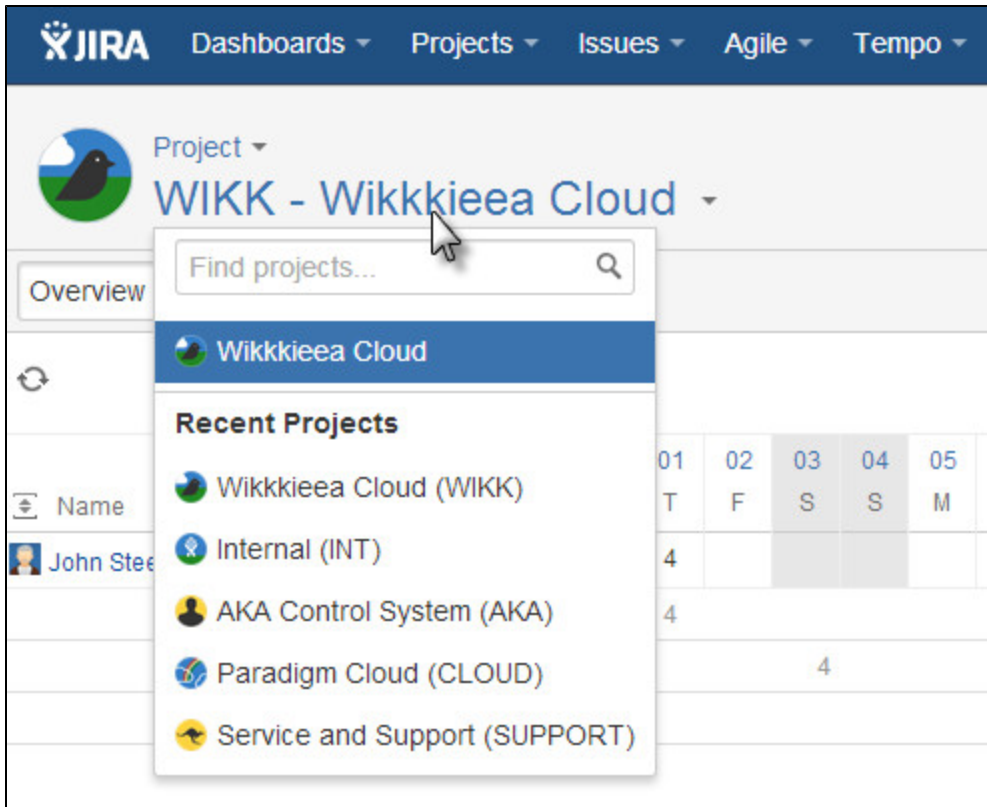 JIRA Dashboards Projects Issues Agile Tempo
Project
WIKK - Wikkkieea Cloud
Find projects...
Overview
Wikkkieea Cloud
Recent Projects
01 02 03 04 05
Wikkkieea Cloud (WIKK)
Name T F S S M
Internal (INT)
John Stee 4
AKA Control System (AKA)
4
Paradigm Cloud (CLOUD)
4
Service and Support (SUPPORT)